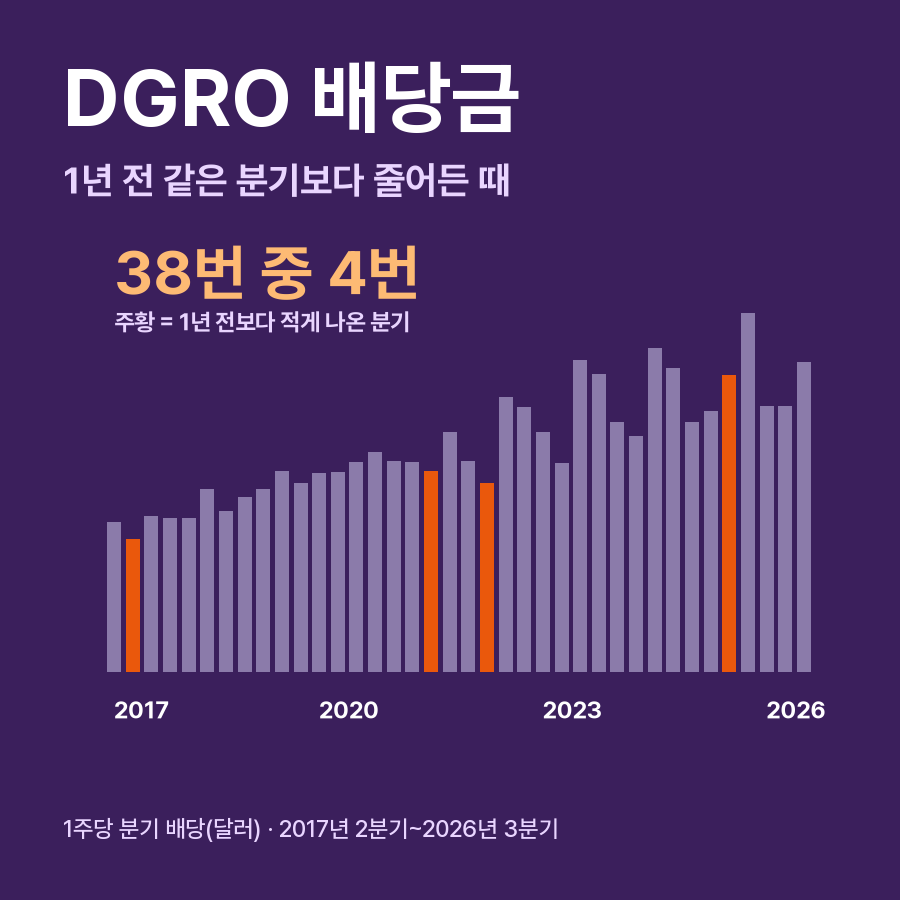 DGRO 배당금
1년 전 같은 분기보다 줄어든 때
38번 중 4번
주황 = 1년 전보다 적게 나온 분기
2017 2020 2023 2026
1주당 분기 배당(달러) · 2017년 2분기~2026년 3분기